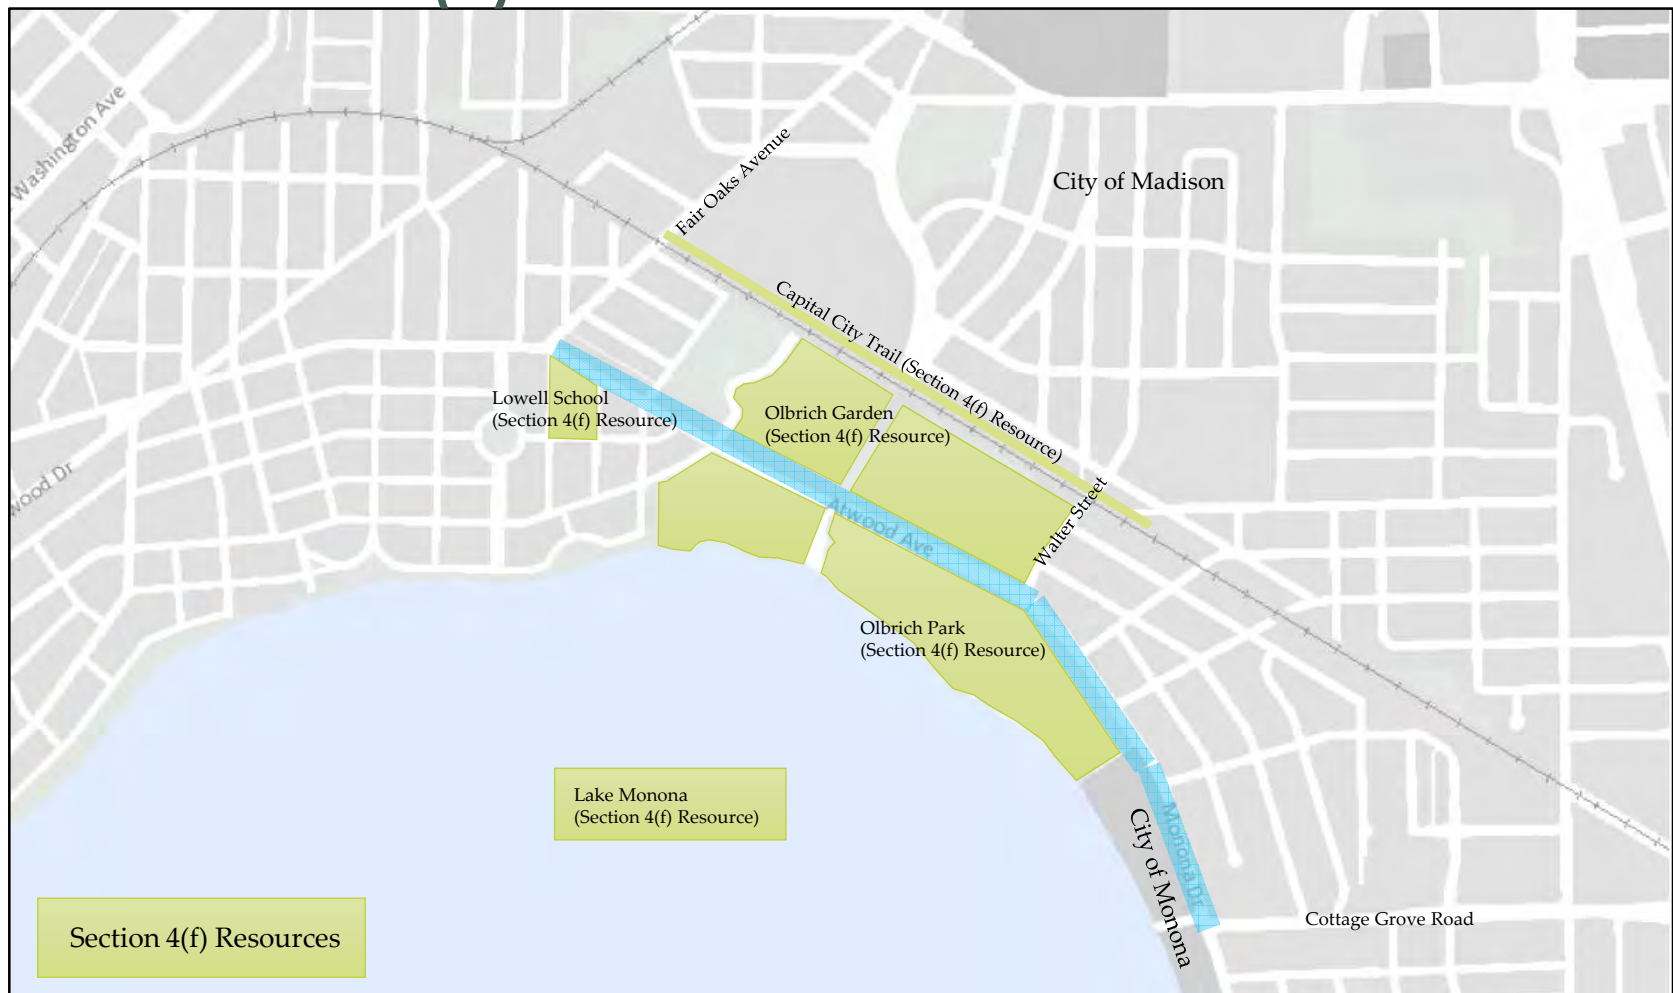 Washington Ave
Fair Oaks Avenue
City of Madison
Capital City Trail (Section 4(f) Resource)
Lowell School
(Section 4(f) Resource)
Olbrich Garden
(Section 4(f) Resource)
wood Dr
Atwood Ave
Walter Street
Olbrich Park
(Section 4(f) Resource)
Lake Monona
(Section 4(f) Resource)
City of Monona
Monona Dr
Cottage Grove Road
Section 4(f) Resources